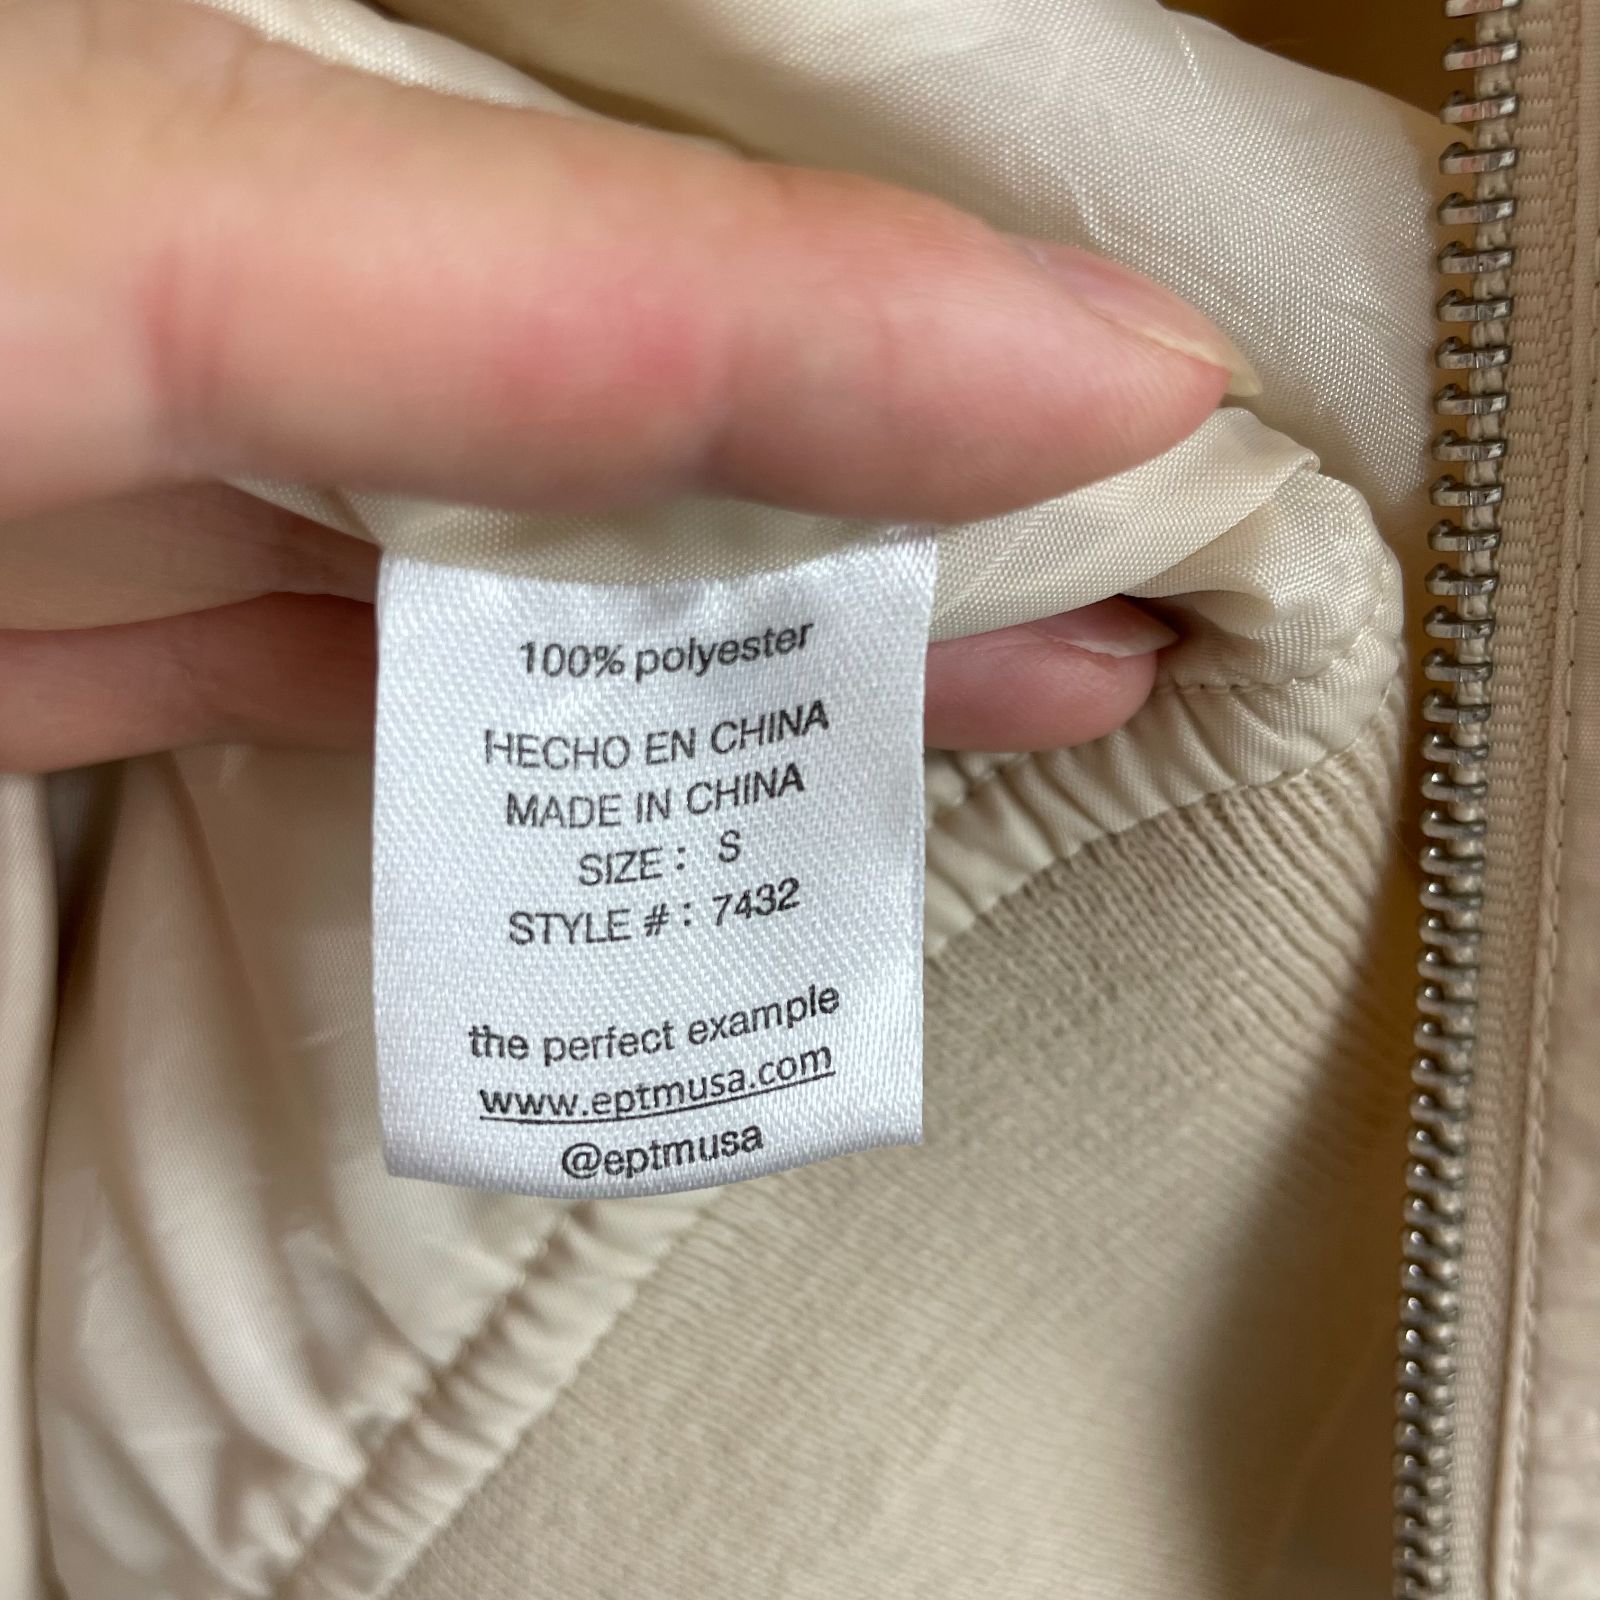 100% polyester
HECHO EN CHINA
MADE IN CHINA
SIZE : S
STYLE # : 7432
the perfect example
www.eptmusa.com
@eptmusa